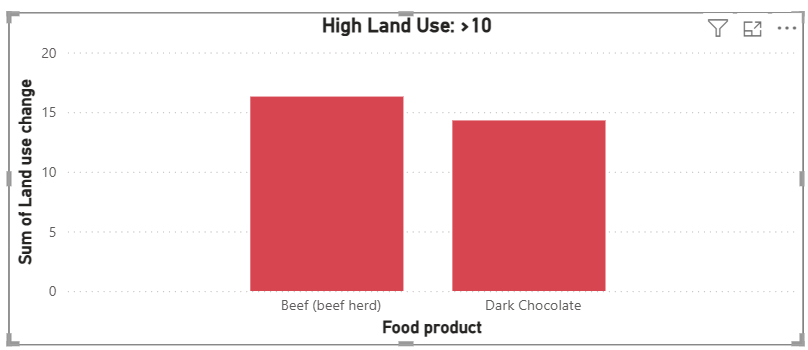 High Land Use: >10
Sum of Land use change
20
15
10
5
0
Beef (beef herd)
Dark Chocolate
Food product